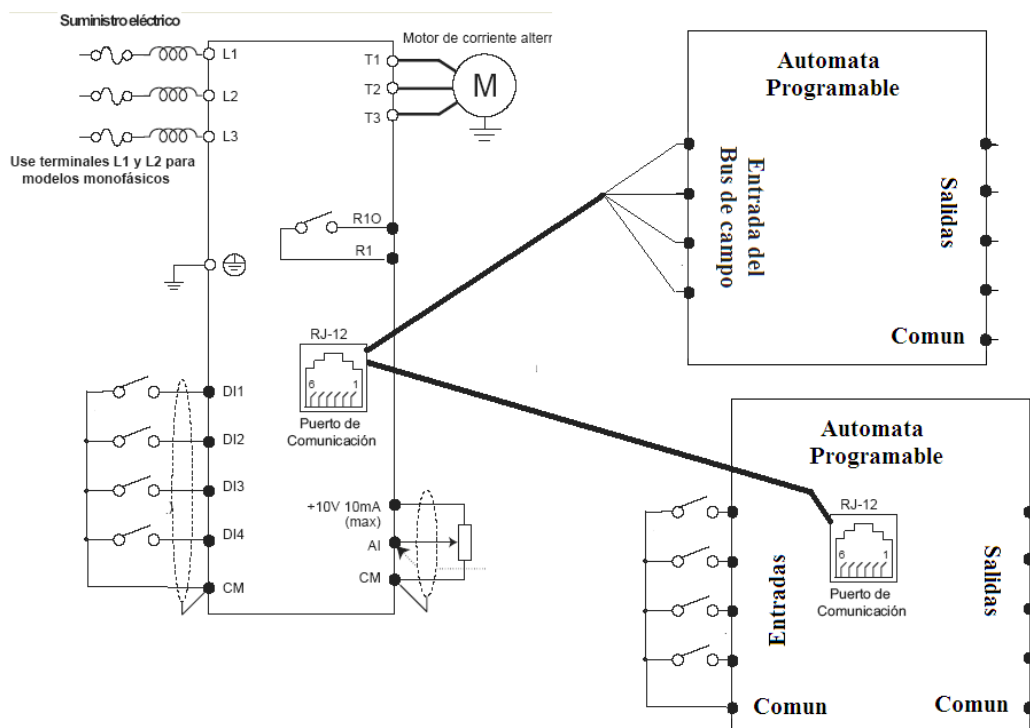 Suministro eléctrico
L1
L2
L3
Use terminales L1 y L2 para
modelos monofásicos
T1
T2
T3
Motor de corriente altern
M
R1O
R1
RJ-12
6 1
Puerto de
Comunicación
DI1
DI2
DI3
DI4
CM
+10V 10mA
(max)
AI
CM
Automata
Programable
Entrada del
Bus de campo
Salidas
Comun
Automata
Programable
RJ-12
6 1
Puerto de
Comunicación
Entradas
Salidas
Comun
Comun